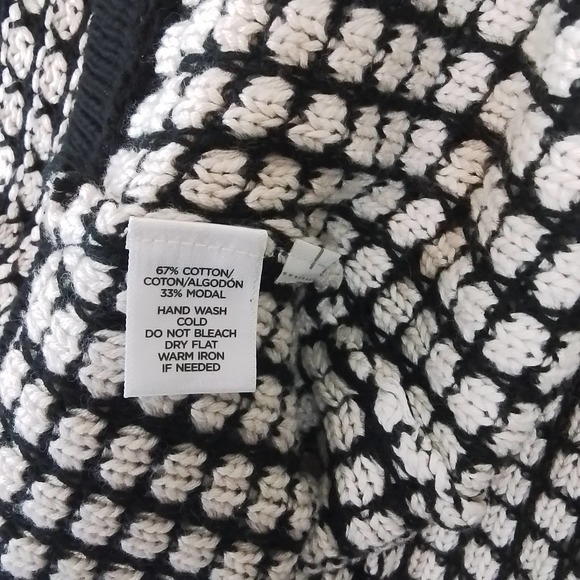 67% COTTON/
COTON/ALGODÓN
33% MODAL
HAND WASH
COLD
DO NOT BLEACH
DRY FLAT
WARM IRON
IF NEEDED